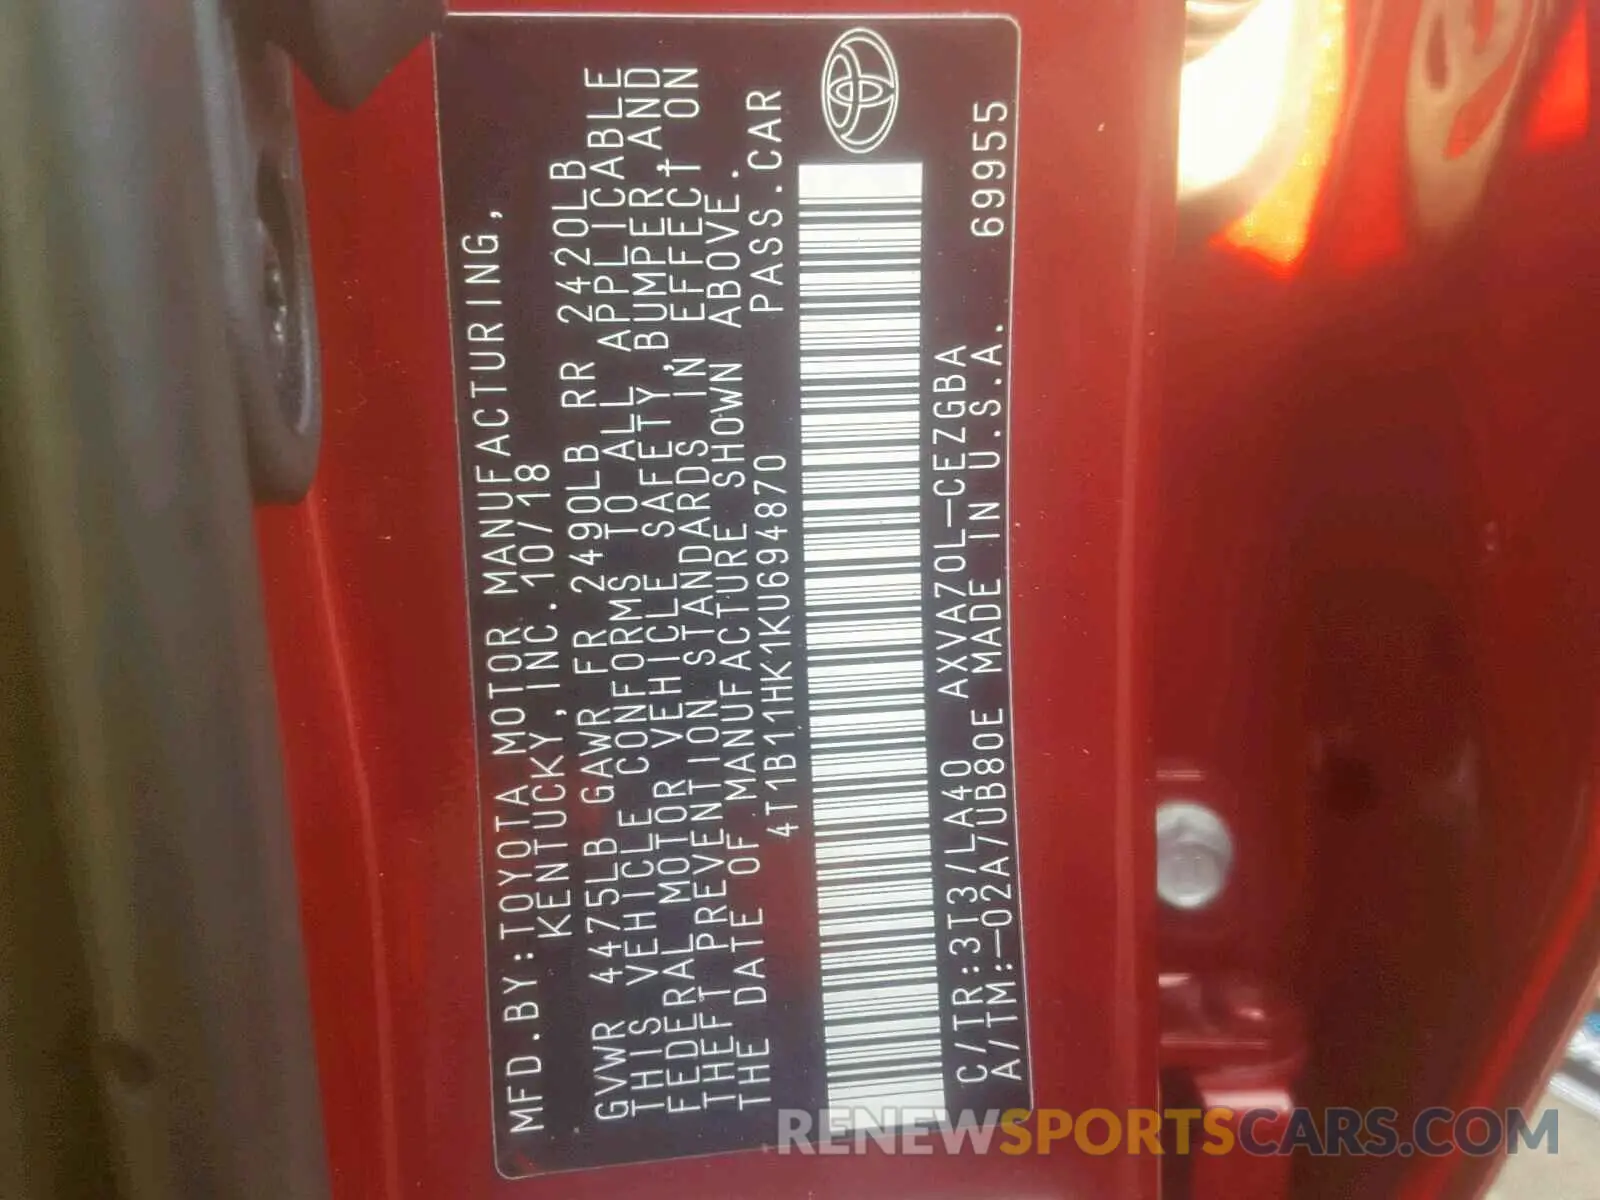 MFD.BY:TOYOTA MOTOR MANUFACTURING,
KENTUCKY,INC.10/18
GVWR 4475LB GAWR FR 2490LB RR 2420LB
THIS VEHICLE CONFORMS TO ALL APPLICABLE
FEDERAL MOTOR VEHICLE SAFETY,BUMPER,AND
THEFT PREVENTION STANDARDS IN EFFECT ON
THE DATE OF MANUFACTURE SHOWN ABOVE.
4T1B11HK1KU694870 PASS.CAR
C/TR:3T3/LA40 AXVA70L-CEZGBA
A/TM:-02A/UB80E MADE IN U.S.A. 69955
RENEWSPORTSCARS.COM